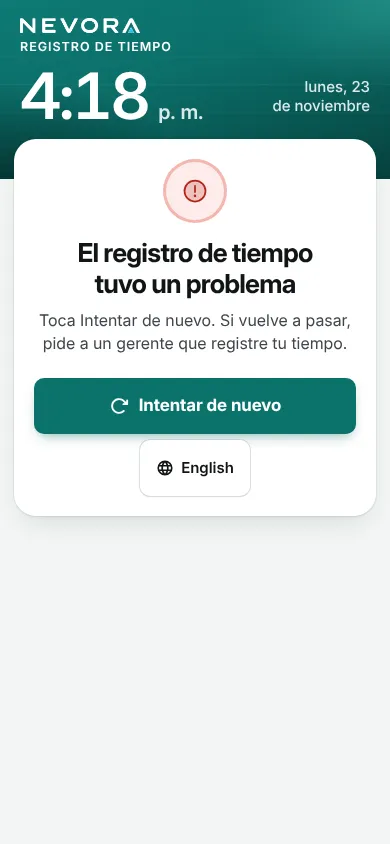 NEVORA
REGISTRO DE TIEMPO
4:18 p. m.
lunes, 23
de noviembre
El registro de tiempo
tuvo un problema
Toca Intentar de nuevo. Si vuelve a pasar,
pide a un gerente que registre tu tiempo.
Intentar de nuevo
English